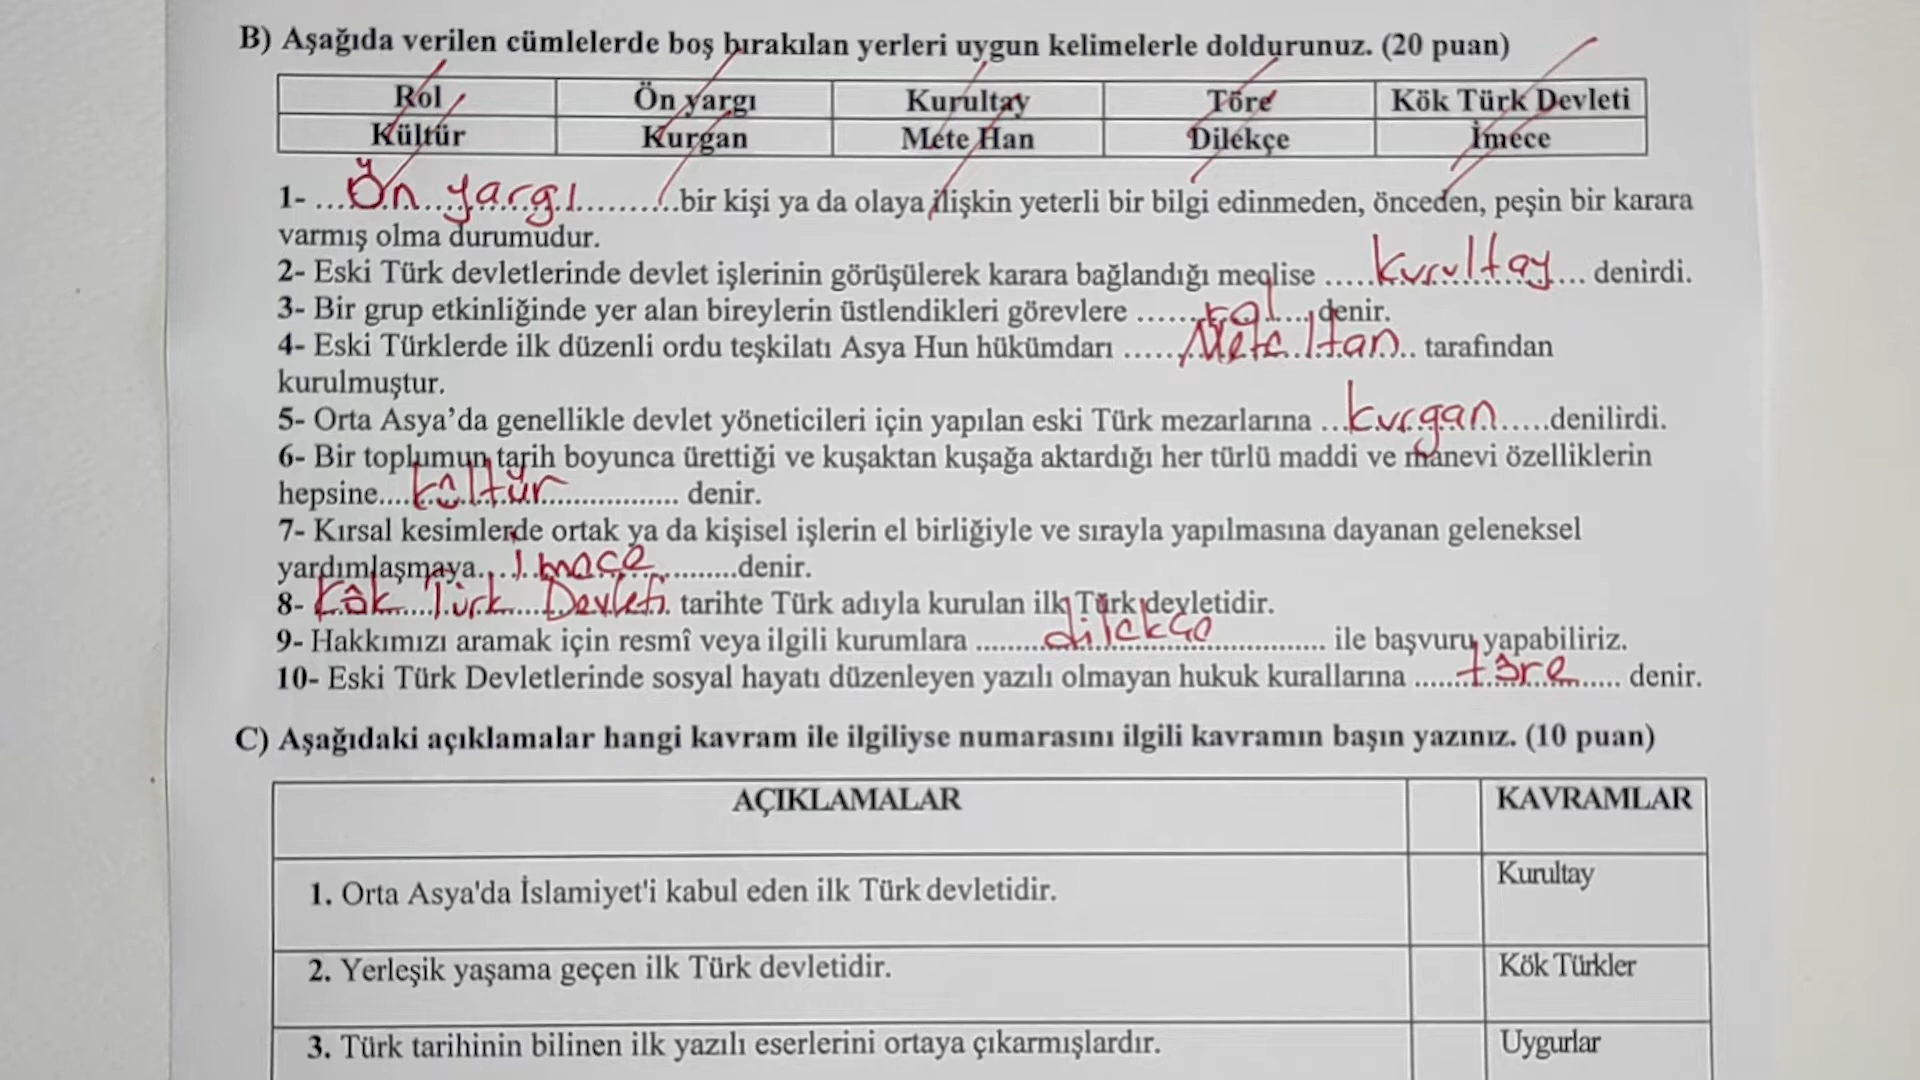 B) Aşağıda verilen cümlelerde boş bırakılan yerleri uygun kelimelerle doldurunuz. (20 puan)
Rol Ön yargı Kurultay Töre Kök Türk Devleti
Kültür Kurgan Mete Han Dilekçe İmece
1- ...Ön yargı...........bir kişi ya da olaya ilişkin yeterli bir bilgi edinmeden, önceden, peşin bir karara
varmış olma durumudur.
2- Eski Türk devletlerinde devlet işlerinin görüşülerek karara bağlandığı meclise .....kurultay... denirdi.
3- Bir grup etkinliğinde yer alan bireylerin üstlendikleri görevlere ......rol.... denir.
4- Eski Türklerde ilk düzenli ordu teşkilatı Asya Hun hükümdarı .....Mete Han.. tarafından
kurulmuştur.
5- Orta Asya’da genellikle devlet yöneticileri için yapılan eski Türk mezarlarına ...kurgan.....denilirdi.
6- Bir toplumun tarih boyunca ürettiği ve kuşaktan kuşağa aktardığı her türlü maddi ve manevi özelliklerin
hepsine....kültür............... denir.
7- Kırsal kesimlerde ortak ya da kişisel işlerin el birliğiyle ve sırayla yapılmasına dayanan geleneksel
yardımlaşmaya....imece..........denir.
8- Kök Türk Devleti. tarihte Türk adıyla kurulan ilk Türk devletidir.
9- Hakkımızı aramak için resmî veya ilgili kurumlara .........dilekçe............... ile başvuru yapabiliriz.
10- Eski Türk Devletlerinde sosyal hayatı düzenleyen yazılı olmayan hukuk kurallarına ......töre...... denir.
C) Aşağıdaki açıklamalar hangi kavram ile ilgiliyse numarasını ilgili kavramın başın yazınız. (10 puan)
AÇIKLAMALAR KAVRAMLAR
1. Orta Asya'da İslamiyet'i kabul eden ilk Türk devletidir. Kurultay
2. Yerleşik yaşama geçen ilk Türk devletidir. Kök Türkler
3. Türk tarihinin bilinen ilk yazılı eserlerini ortaya çıkarmışlardır. Uygurlar